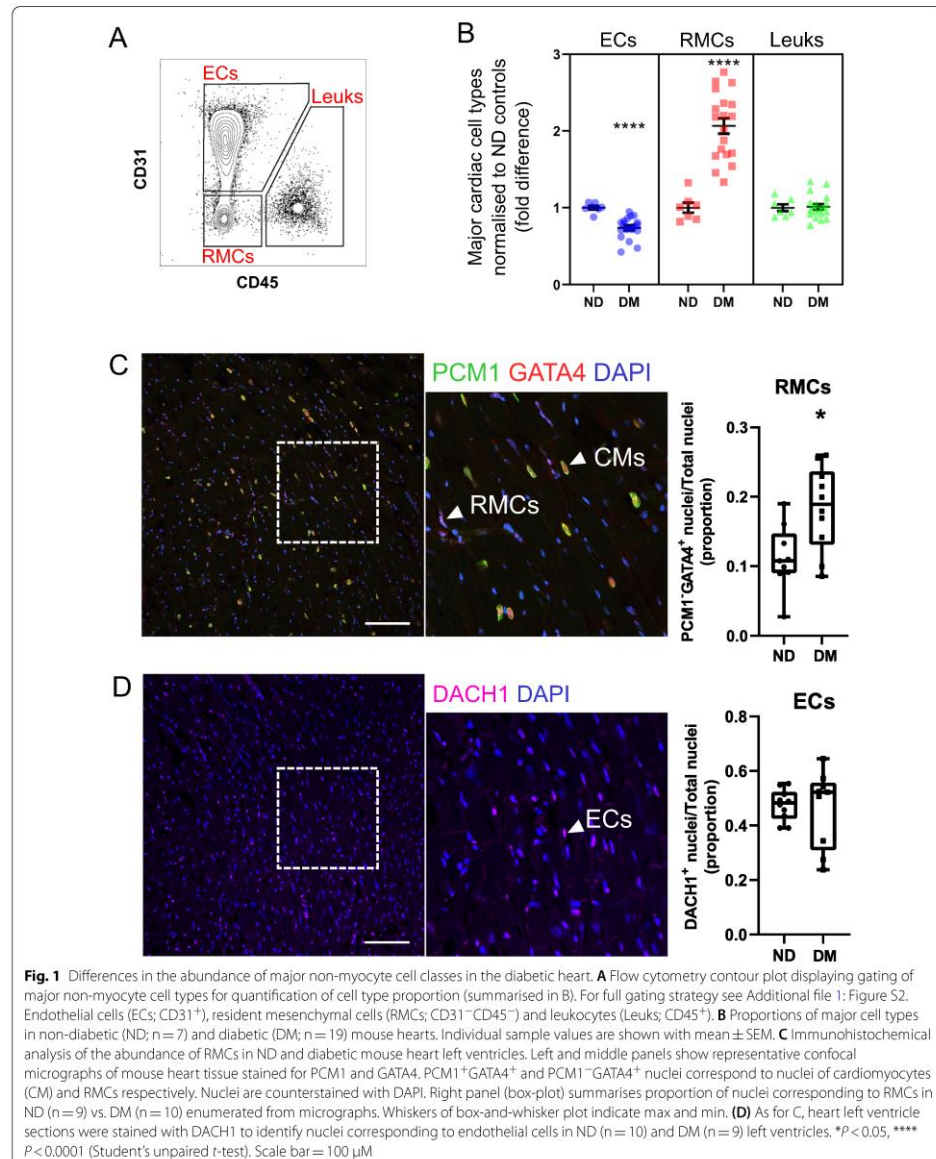 A
ECs
Leuks
RMCs
CD31
CD45
B
ECs RMCs Leuks
**** ****
Major cardiac cell types
normalised to ND controls
(fold difference)
3
2
1
0
ND DM ND DM ND DM
C
PCM1 GATA4 DAPI
CMs
RMCs
RMCs
*
PCM1⁻GATA4⁺ nuclei/Total nuclei
(proportion)
0.3
0.2
0.1
0.0
ND DM
D
DACH1 DAPI
ECs
ECs
DACH1⁺ nuclei/Total nuclei
(proportion)
0.8
0.6
0.4
0.2
0.0
ND DM
Fig. 1 Differences in the abundance of major non-myocyte cell classes in the diabetic heart. A Flow cytometry contour plot displaying gating of
major non-myocyte cell types for quantification of cell type proportion (summarised in B). For full gating strategy see Additional file 1: Figure S2.
Endothelial cells (ECs; CD31⁺), resident mesenchymal cells (RMCs; CD31⁻CD45⁻) and leukocytes (Leuks; CD45⁺). B Proportions of major cell types
in non-diabetic (ND; n = 7) and diabetic (DM; n = 19) mouse hearts. Individual sample values are shown with mean ± SEM. C Immunohistochemical
analysis of the abundance of RMCs in ND and diabetic mouse heart left ventricles. Left and middle panels show representative confocal
micrographs of mouse heart tissue stained for PCM1 and GATA4. PCM1⁺GATA4⁺ and PCM1⁻GATA4⁺ nuclei correspond to nuclei of cardiomyocytes
(CM) and RMCs respectively. Nuclei are counterstained with DAPI. Right panel (box-plot) summarises proportion of nuclei corresponding to RMCs in
ND (n = 9) vs. DM (n = 10) enumerated from micrographs. Whiskers of box-and-whisker plot indicate max and min. (D) As for C, heart left ventricle
sections were stained with DACH1 to identify nuclei corresponding to endothelial cells in ND (n = 10) and DM (n = 9) left ventricles. *P < 0.05, ****
P < 0.0001 (Student's unpaired t-test). Scale bar = 100 μM